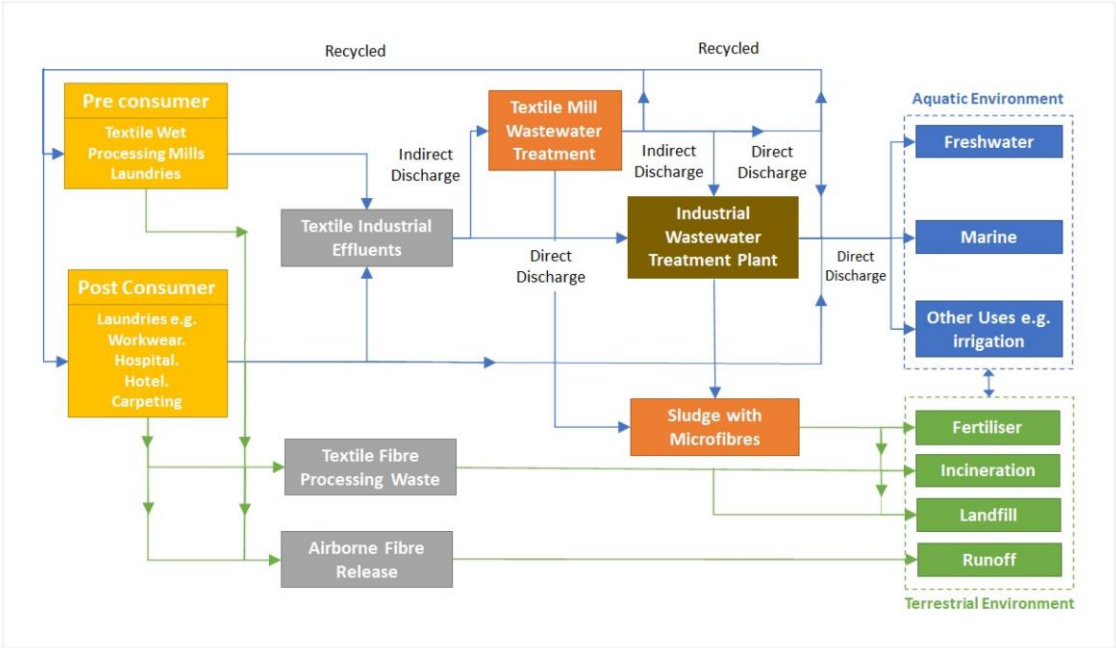 Recycled
Recycled
Pre consumer
Textile Wet
Processing Mills
Laundries
Textile Mill
Wastewater
Treatment
Aquatic Environment
Freshwater
Indirect
Discharge
Indirect
Discharge
Direct
Discharge
Textile Industrial
Effluents
Industrial
Wastewater
Treatment Plant
Marine
Direct
Discharge
Direct
Discharge
Post Consumer
Laundries e.g.
Workwear.
Hospital.
Hotel.
Carpeting
Other Uses e.g.
irrigation
Sludge with
Microfibres
Fertiliser
Textile Fibre
Processing Waste
Incineration
Landfill
Airborne Fibre
Release
Runoff
Terrestrial Environment